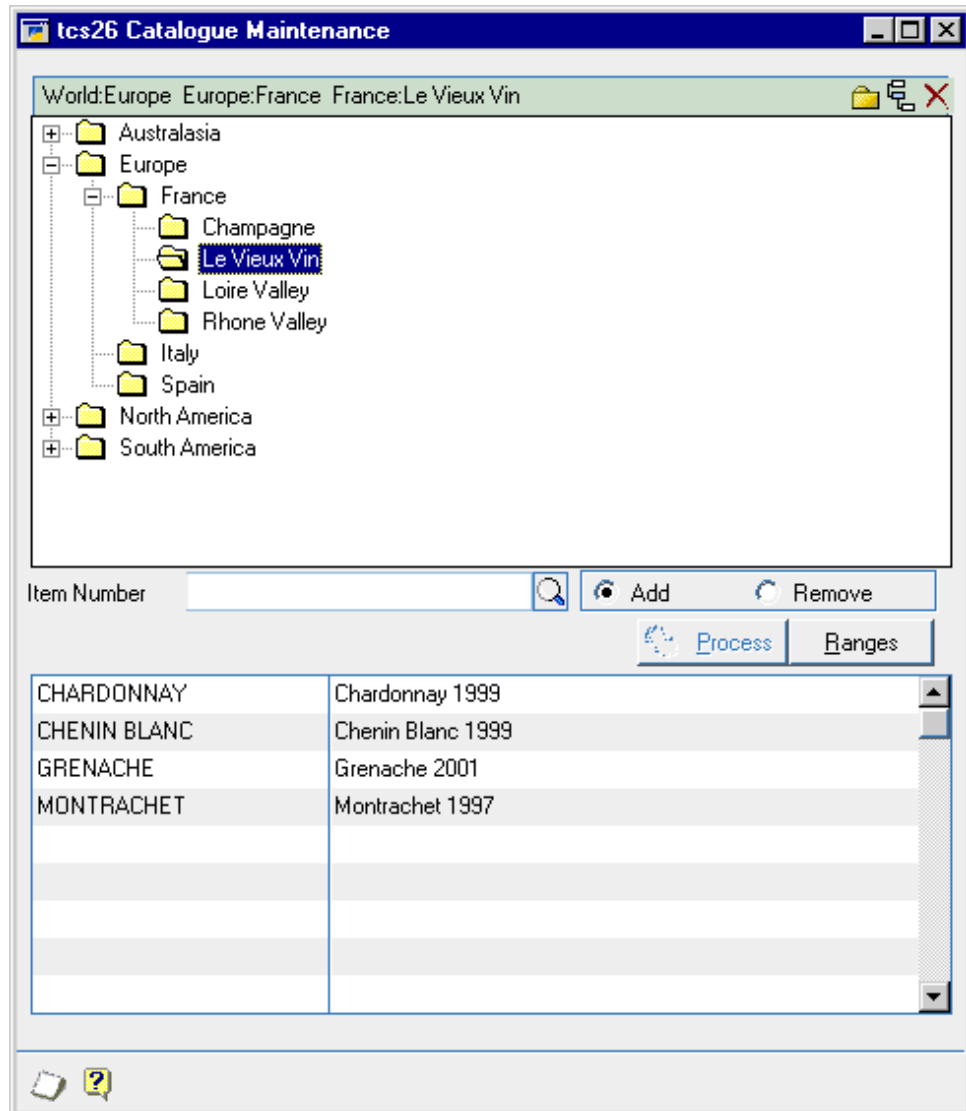 tcs26 Catalogue Maintenance
World:Europe Europe:France France:Le Vieux Vin
Australasia
Europe
France
Champagne
Le Vieux Vin
Loire Valley
Rhone Valley
Italy
Spain
North America
South America
Item Number Add Remove
Process Ranges
CHARDONNAY Chardonnay 1999
CHENIN BLANC Chenin Blanc 1999
GRENACHE Grenache 2001
MONTRACHET Montrachet 1997